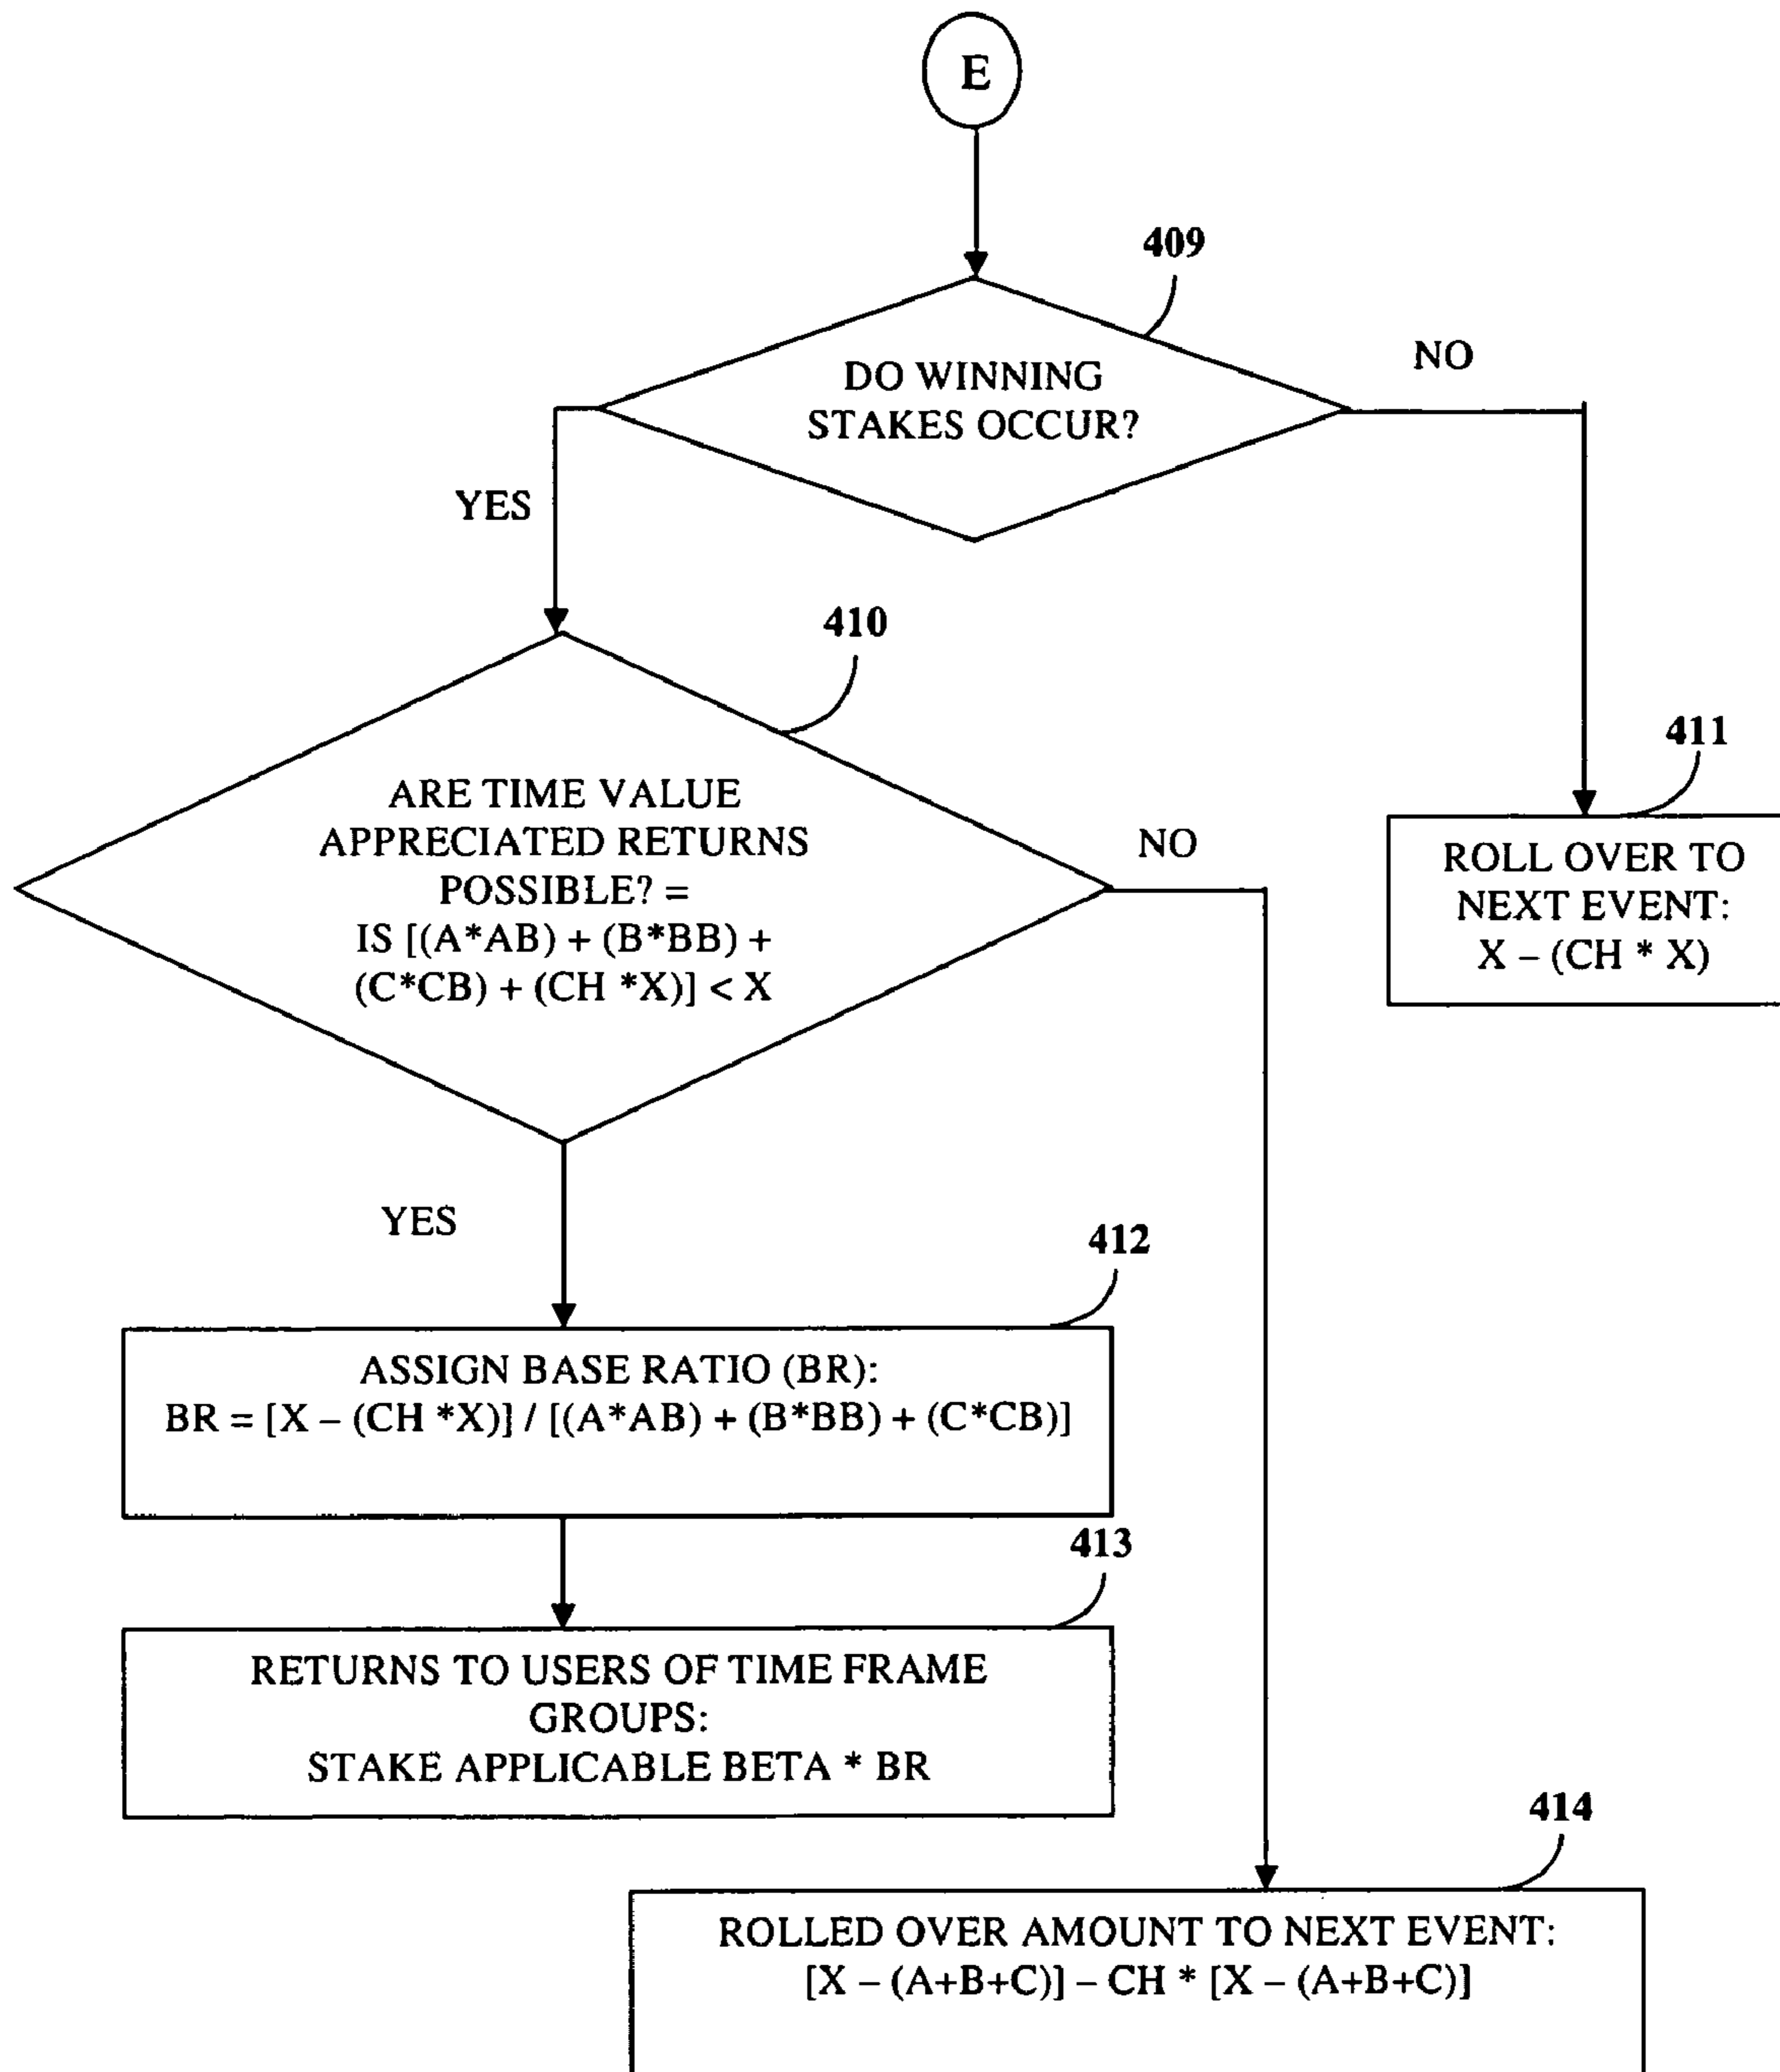 E
409
DO WINNING
STAKES OCCUR?
NO
YES
410
ARE TIME VALUE
APPRECIATED RETURNS
POSSIBLE? =
IS [(A*AB) + (B*BB) +
(C*CB) + (CH *X)] < X
NO
411
ROLL OVER TO
NEXT EVENT:
X – (CH * X)
YES
412
ASSIGN BASE RATIO (BR):
BR = [X – (CH *X)] / [(A*AB) + (B*BB) + (C*CB)]
413
RETURNS TO USERS OF TIME FRAME
GROUPS:
STAKE APPLICABLE BETA * BR
414
ROLLED OVER AMOUNT TO NEXT EVENT:
[X – (A+B+C)] – CH * [X – (A+B+C)]